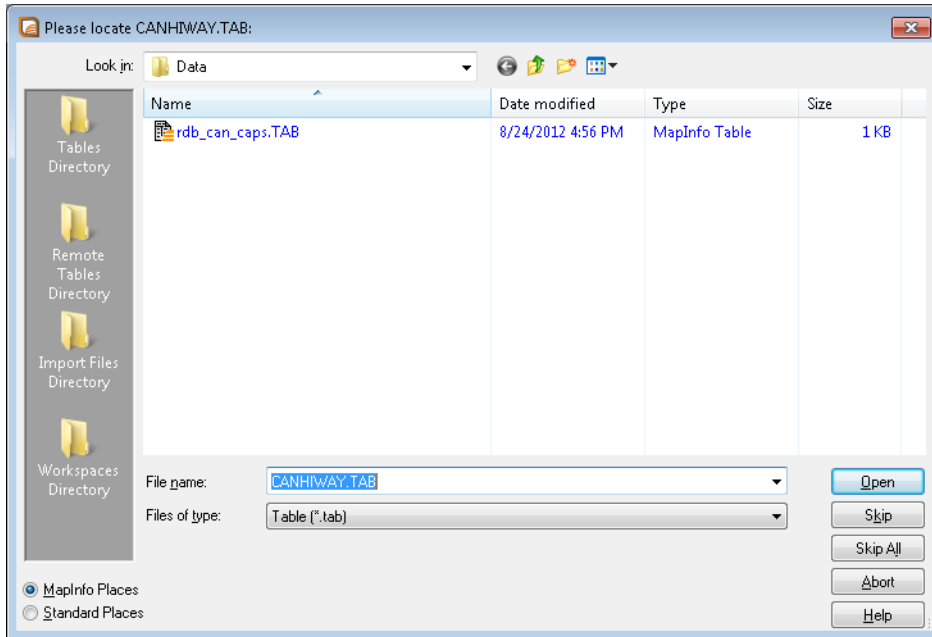 Please locate CANHIWAY.TAB:
Look in: Data
Name Date modified Type Size
rdb_can_caps.TAB 8/24/2012 4:56 PM MapInfo Table 1 KB
Tables
Directory
Remote
Tables
Directory
Import Files
Directory
Workspaces
Directory
File name: CANHIWAY.TAB Open
Files of type: Table (*.tab) Skip
Skip All
MapInfo Places Abort
Standard Places Help